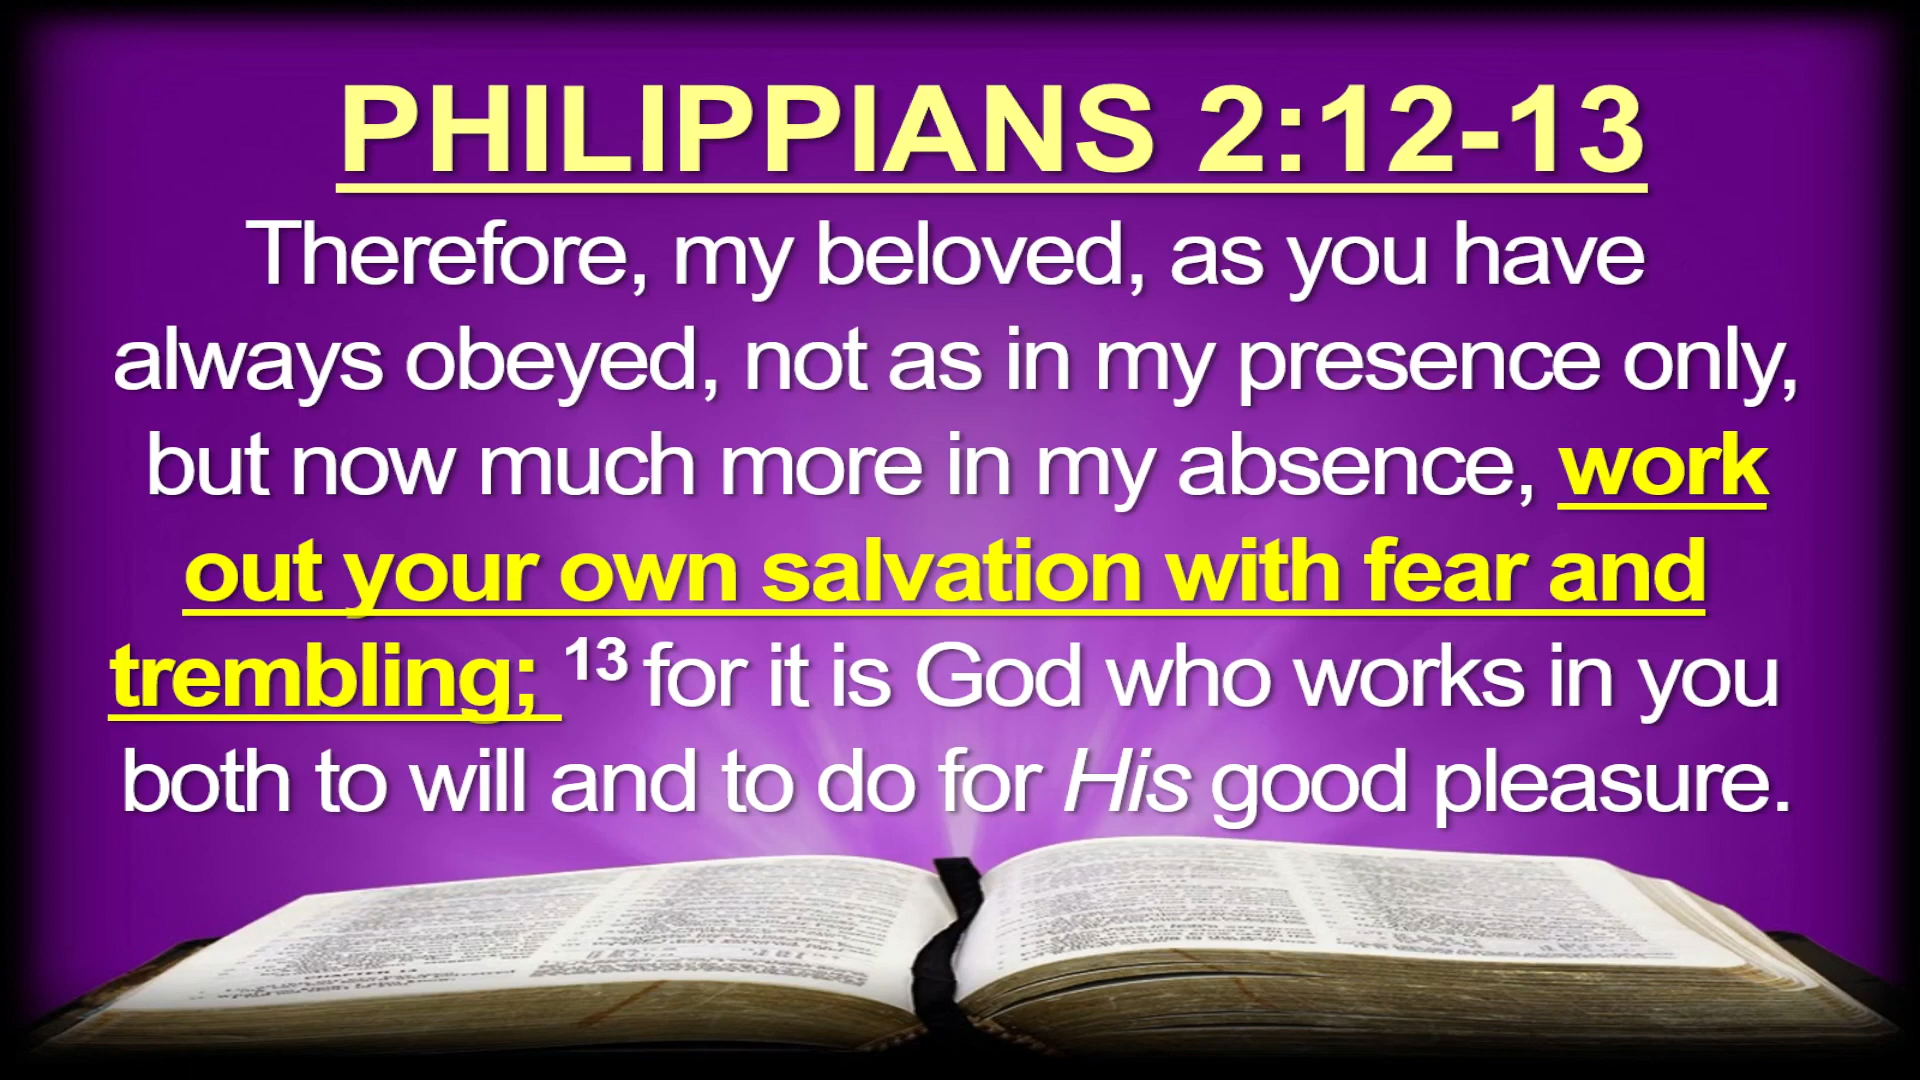 PHILIPPIANS 2:12-13
Therefore, my beloved, as you have
always obeyed, not as in my presence only,
but now much more in my absence, work
out your own salvation with fear and
trembling; 13 for it is God who works in you
both to will and to do for His good pleasure.